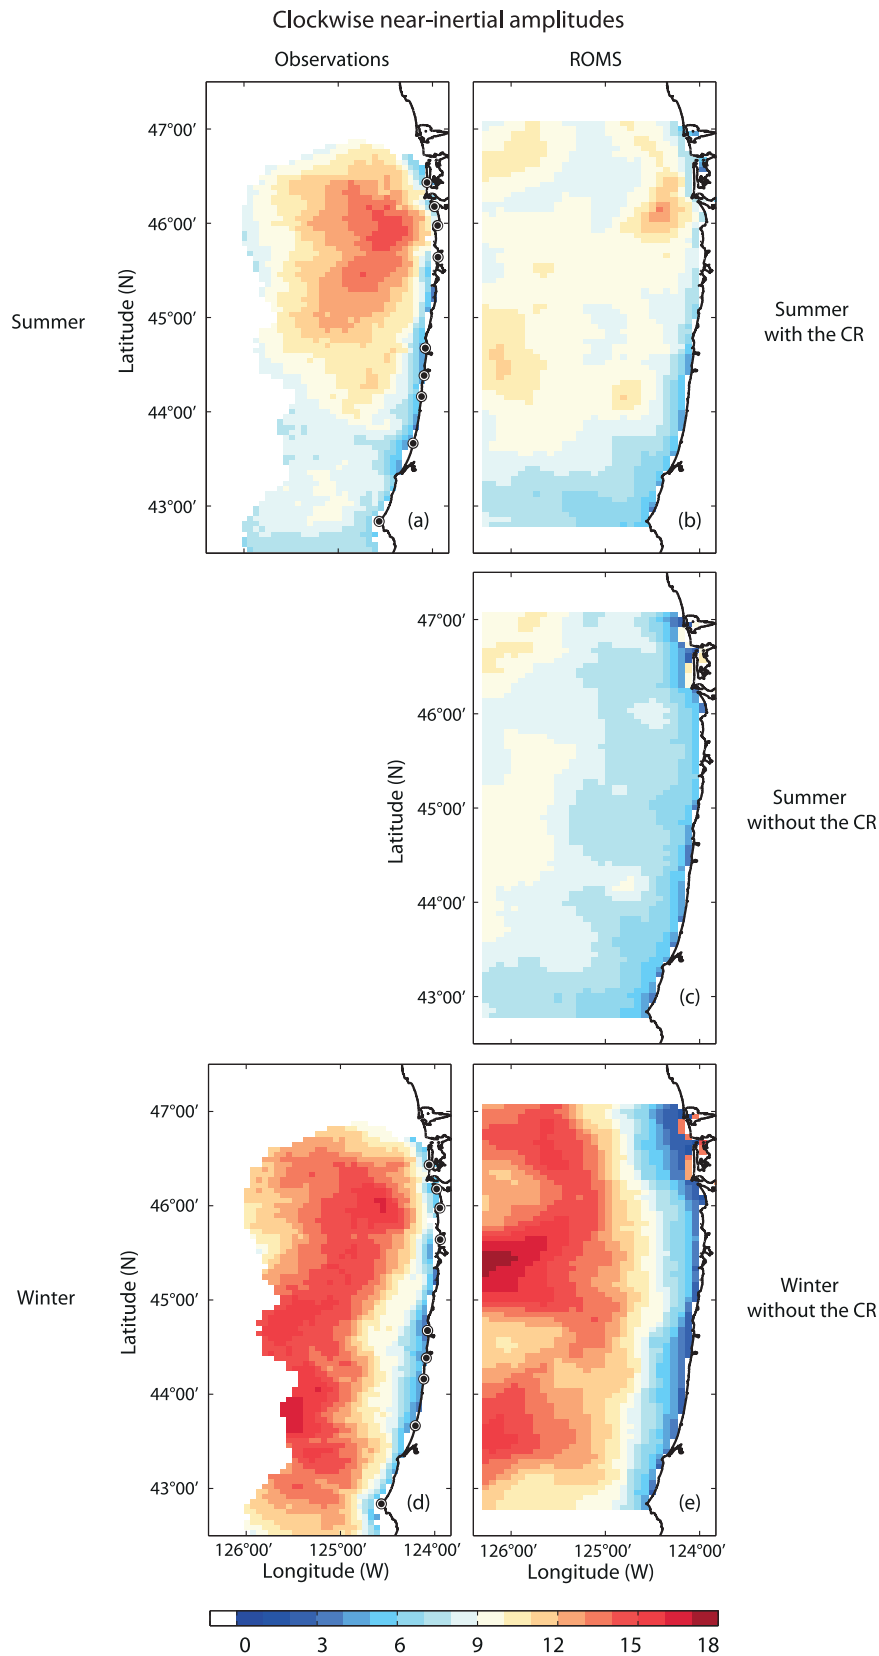 Clockwise near-inertial amplitudes
Observations
ROMS
47°00′
46°00′
45°00′
44°00′
43°00′
Latitude (N)
Summer
(a)
(b)
Summer
with the CR
47°00′
46°00′
45°00′
44°00′
43°00′
Latitude (N)
(c)
Summer
without the CR
47°00′
46°00′
45°00′
44°00′
43°00′
Latitude (N)
Winter
(d)
(e)
Winter
without the CR
126°00′ 125°00′ 124°00′
Longitude (W)
126°00′ 125°00′ 124°00′
Longitude (W)
0 3 6 9 12 15 18